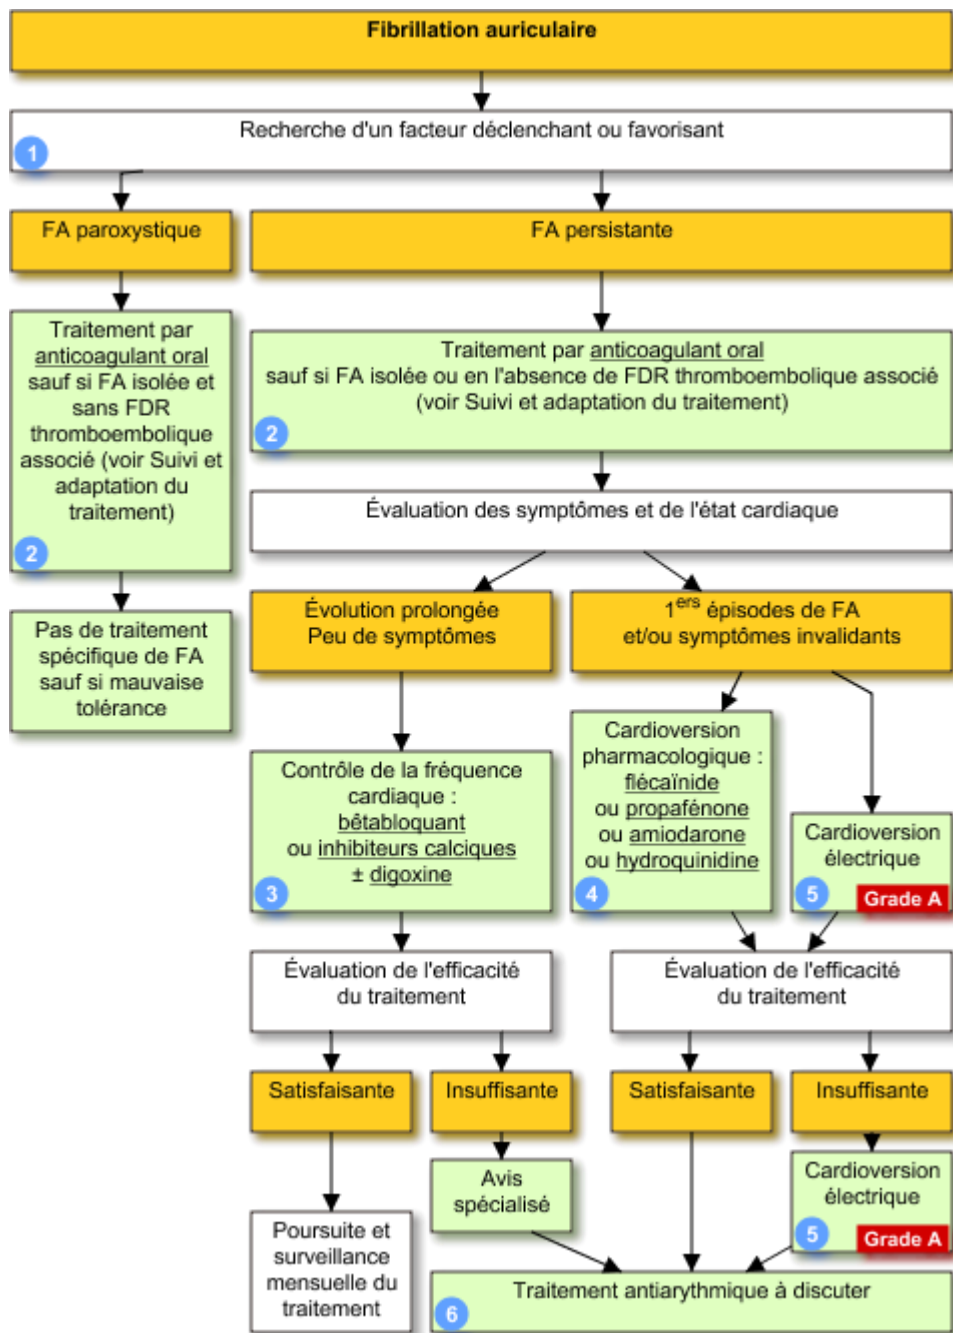 Fibrillation auriculaire
Recherche d'un facteur déclenchant ou favorisant
1
FA paroxystique
FA persistante
Traitement par
anticoagulant oral
sauf si FA isolée et
sans FDR
thromboembolique
associé (voir Suivi et
adaptation du
traitement)
2
Traitement par anticoagulant oral
sauf si FA isolée ou en l'absence de FDR thromboembolique associé
(voir Suivi et adaptation du traitement)
2
Évaluation des symptômes et de l'état cardiaque
Pas de traitement
spécifique de FA
sauf si mauvaise
tolérance
Évolution prolongée
Peu de symptômes
1ers épisodes de FA
et/ou symptômes invalidants
Contrôle de la fréquence
cardiaque :
bêtabloquant
ou inhibiteurs calciques
± digoxine
3
Cardioversion
pharmacologique :
flécaïnide
ou propafénone
ou amiodarone
ou hydroquinidine
4
Cardioversion
électrique
5
Grade A
Évaluation de l'efficacité
du traitement
Évaluation de l'efficacité
du traitement
Satisfaisante
Insuffisante
Satisfaisante
Insuffisante
Poursuite et
surveillance
mensuelle du
traitement
Avis
spécialisé
Cardioversion
électrique
5
Grade A
Traitement antiarythmique à discuter
6